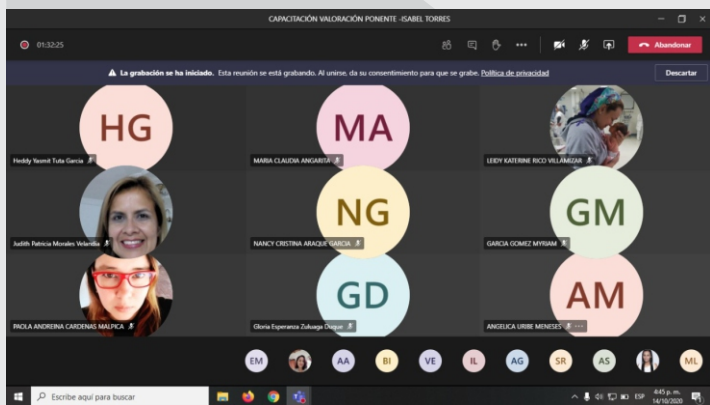 CAPACITACIÓN VALORACIÓN PONENTE -ISABEL TORRES
01:32:25
Abandonar
La grabación se ha iniciado. Esta reunión se está grabando. Al unirse, da su consentimiento para que se grabe. Política de privacidad
Descartar
HG
MA
Heddy Yasmit Tuta Garcia
MARIA CLAUDIA ANGARITA
LEIDY KATERINE RICO VILLAMIZAR
NG
GM
Judith Patricia Morales Velandia
NANCY CRISTINA ARAQUE GARCIA
GARCIA GOMEZ MYRIAM
GD
AM
PAOLA ANDREINA CARDENAS MALPICA
Gloria Esperanza Zuluaga Duque
ANGELICA URIBE MENESES
EM AA BI VE IL AG SR AS ML
Escribe aquí para buscar
ESP
4:45 p. m.
14/10/2020